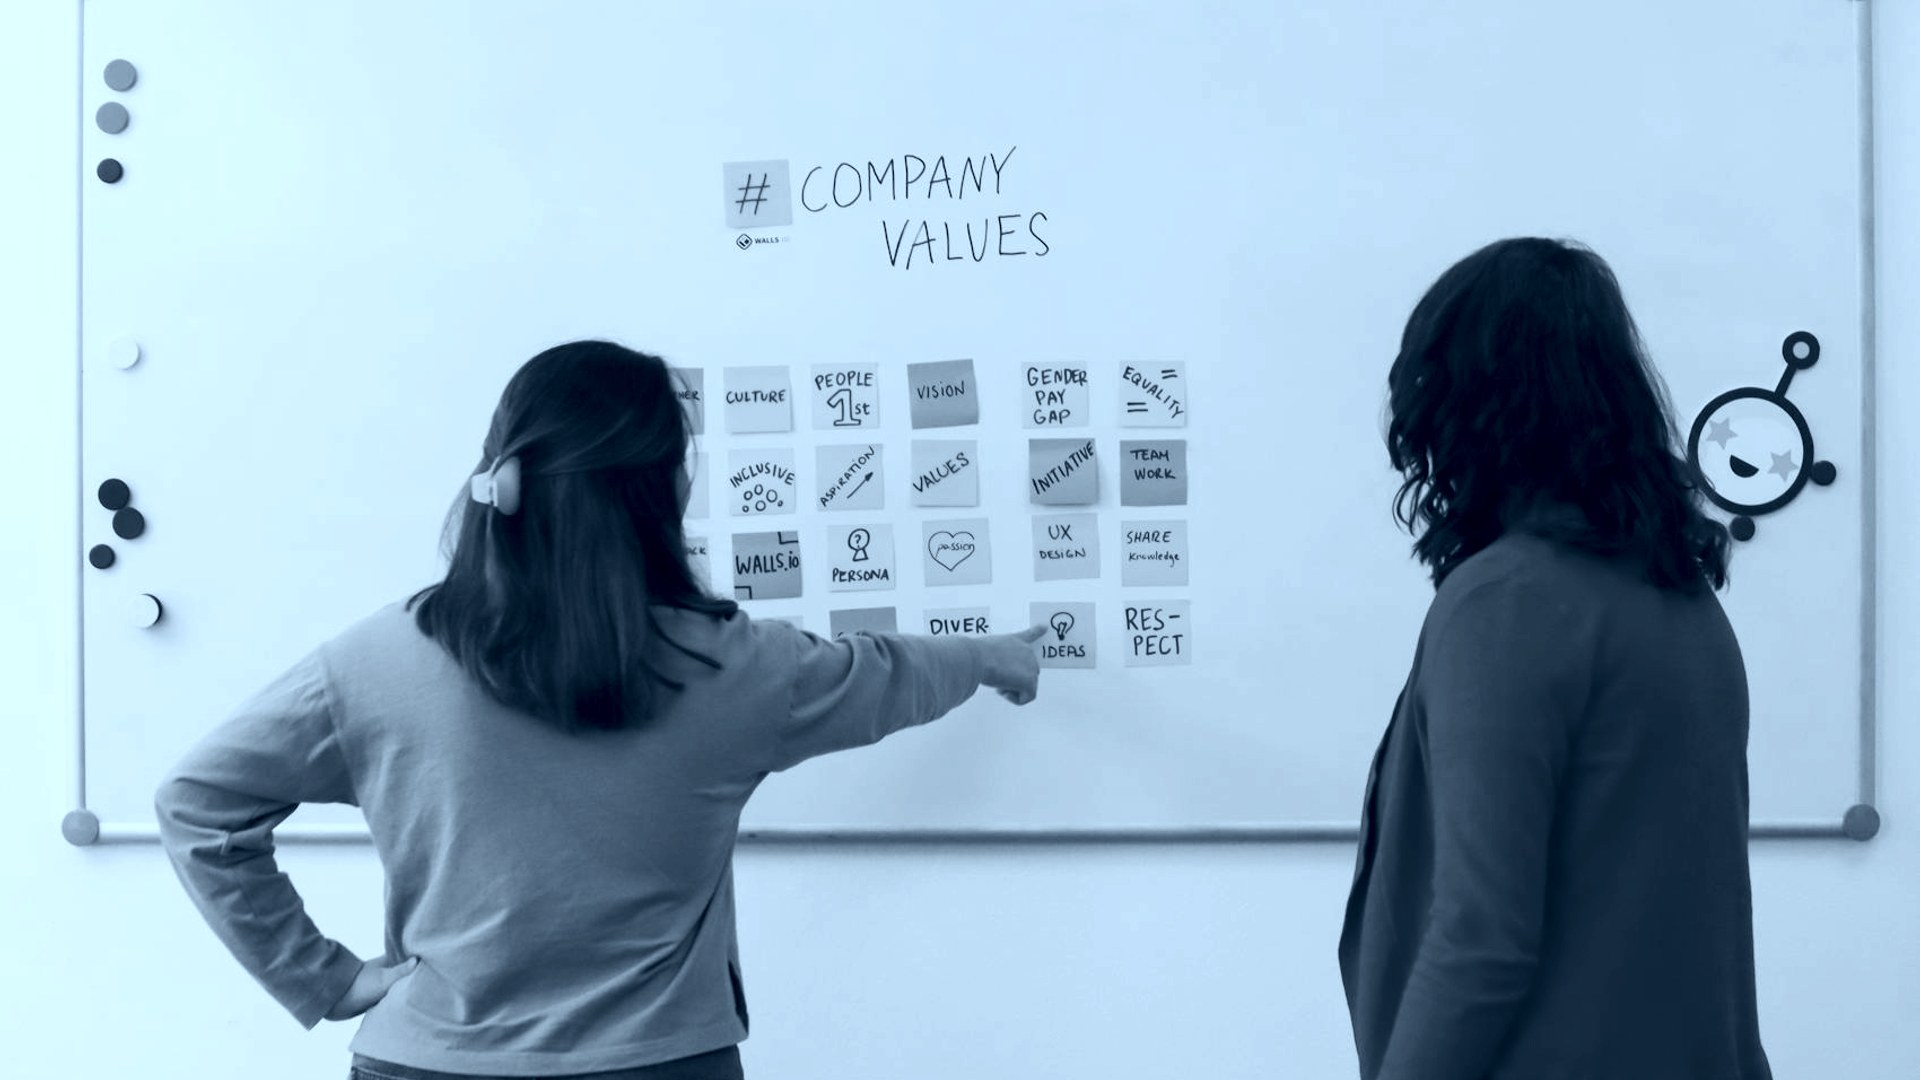 # COMPANY
VALUES
WALLS
CULTURE
PEOPLE
1st
VISION
GENDER
PAY
GAP
= EQUALITY =
INCLUSIVE
ASPIRATION
VALUES
INITIATIVE
TEAM
WORK
WALLS.io
?
PERSONA
passion
UX
DESIGN
SHARE
Knowledge
DIVER-
IDEAS
RES-
PECT